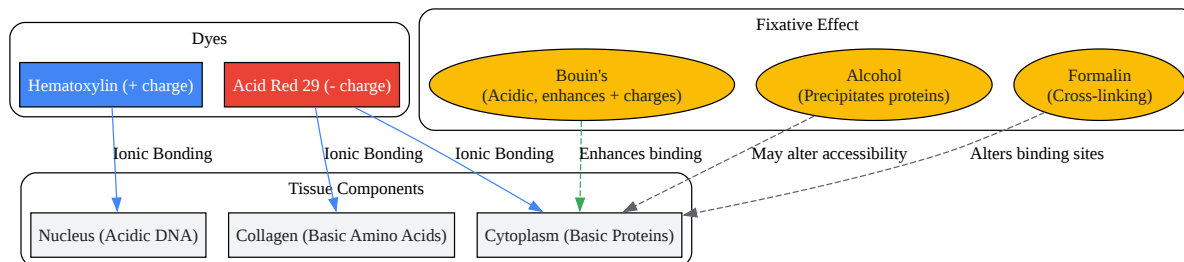 Dyes
Fixative Effect
Hematoxylin (+ charge)
Acid Red 29 (- charge)
Bouin's
(Acidic, enhances + charges)
Alcohol
(Precipitates proteins)
Formalin
(Cross-linking)
Ionic Bonding
Ionic Bonding
Ionic Bonding
Enhances binding
May alter accessibility
Alters binding sites
Tissue Components
Nucleus (Acidic DNA)
Collagen (Basic Amino Acids)
Cytoplasm (Basic Proteins)